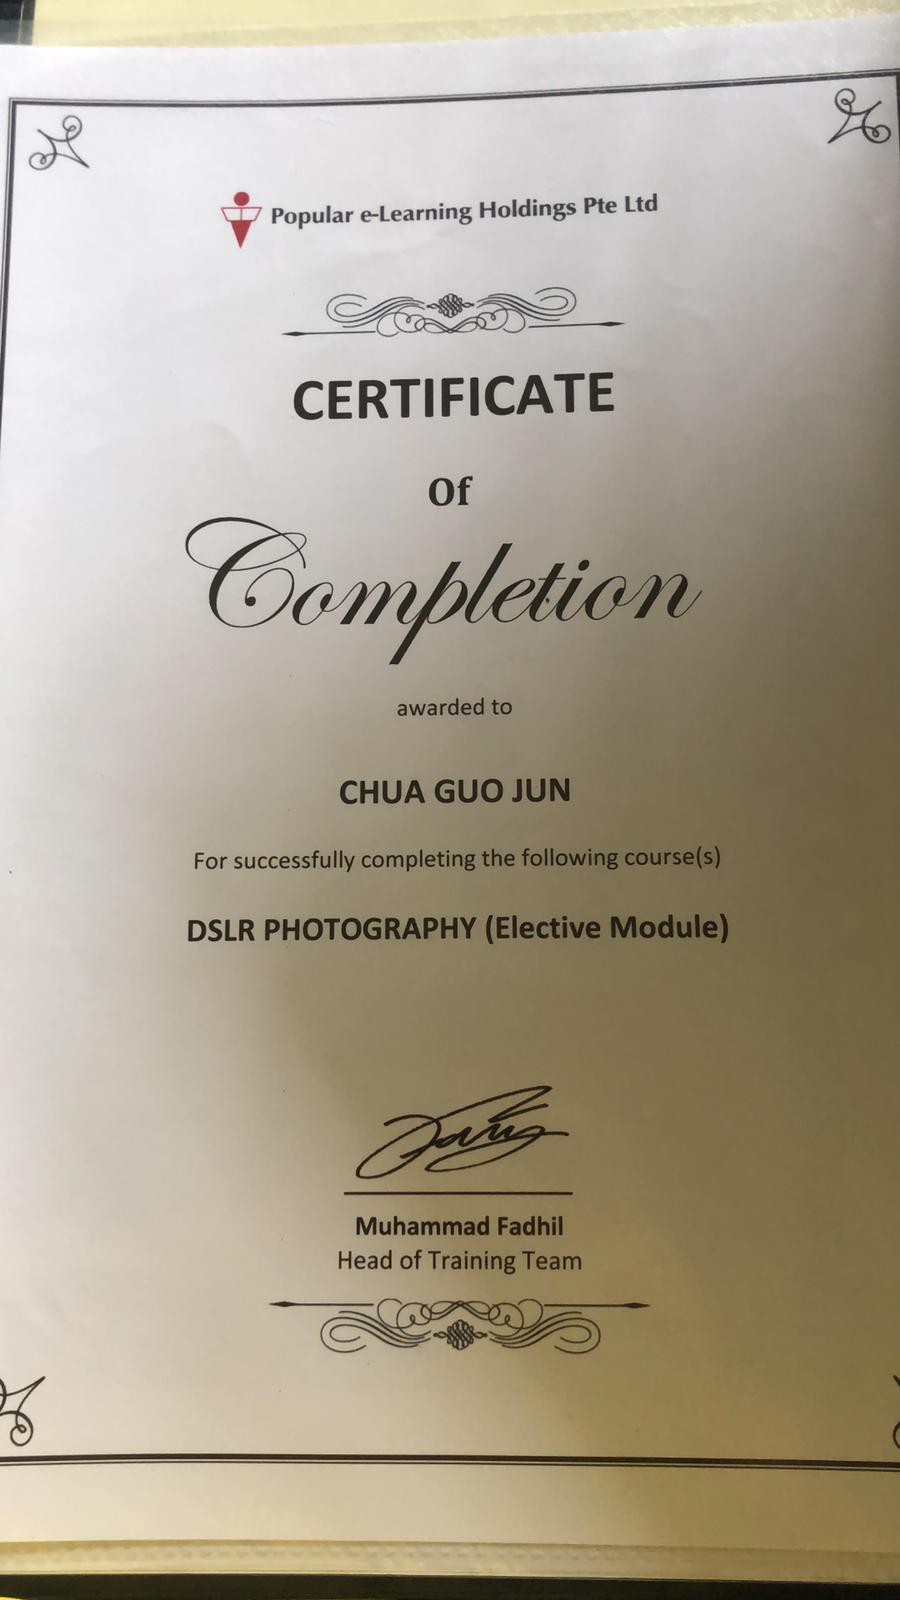 Popular e-Learning Holdings Pte Ltd
CERTIFICATE
Of
Completion
awarded to
CHUA GUO JUN
For successfully completing the following course(s)
DSLR PHOTOGRAPHY (Elective Module)
Muhammad Fadhil
Head of Training Team